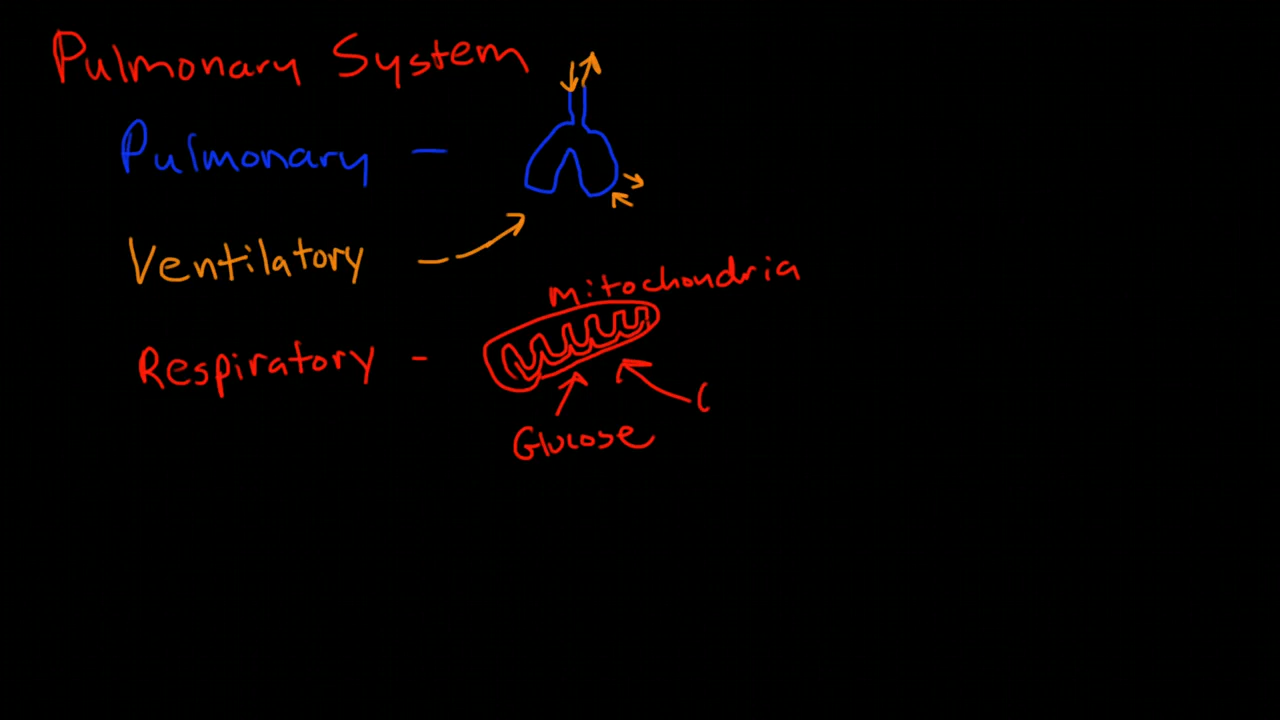 Pulmonary System
Pulmonary -
Ventilatory
mitochondria
Respiratory -
Glucose